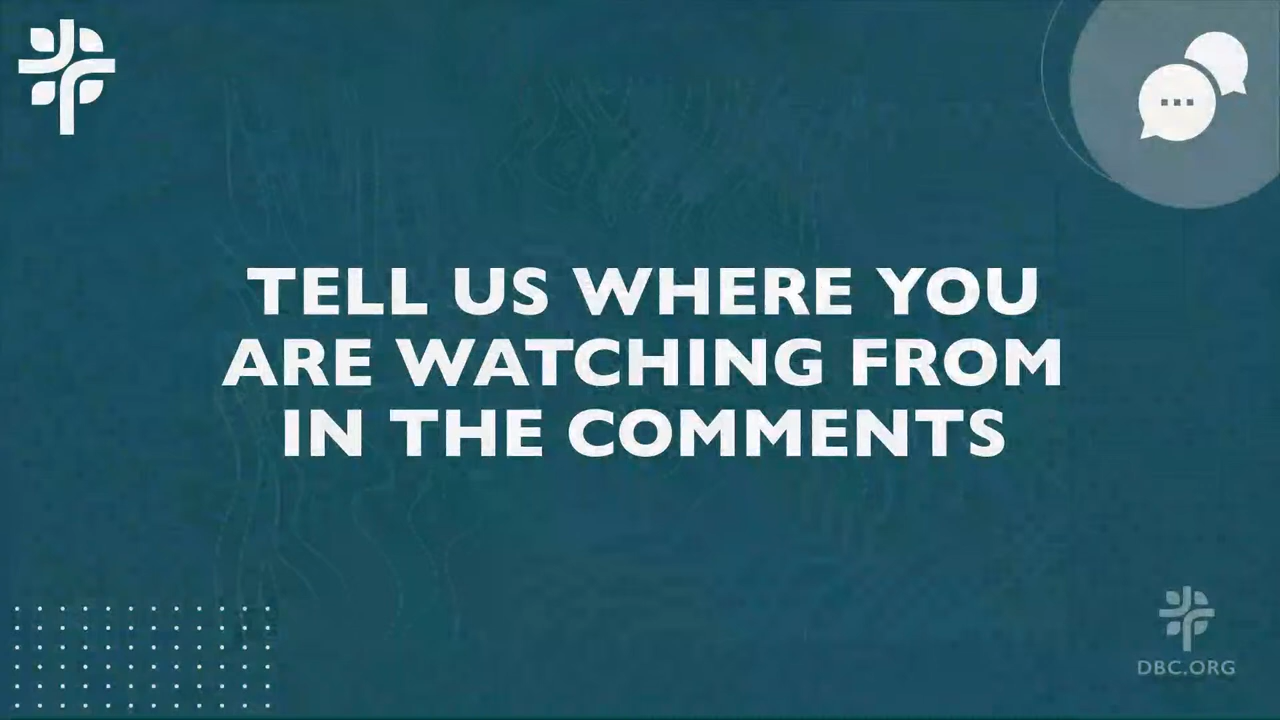 TELL US WHERE YOU
ARE WATCHING FROM
IN THE COMMENTS
DBC.ORG